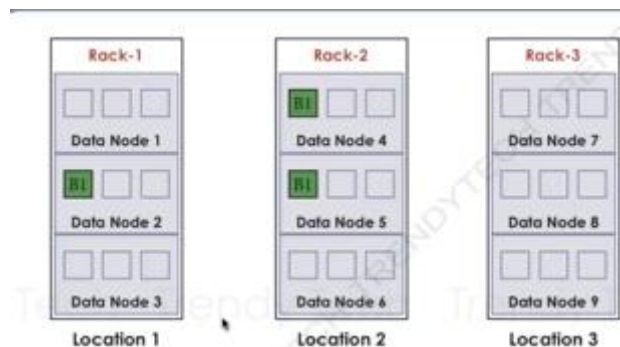 Rack-1
Rack-2
Rack-3
B1
Data Node 1
Data Node 4
Data Node 7
B1
B1
Data Node 2
Data Node 5
Data Node 8
Data Node 3
Data Node 6
Data Node 9
Location 1
Location 2
Location 3